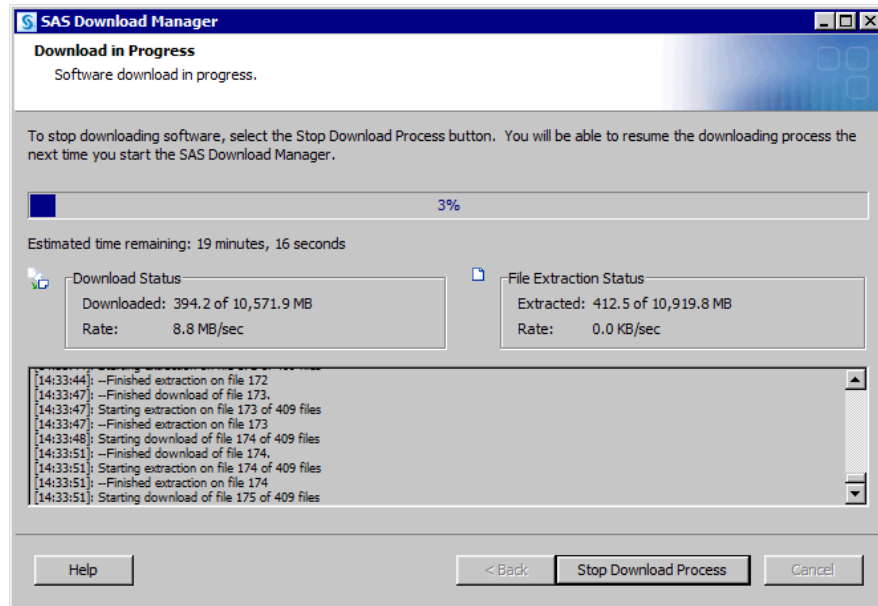 SAS Download Manager
Download in Progress
Software download in progress.
To stop downloading software, select the Stop Download Process button. You will be able to resume the downloading process the
next time you start the SAS Download Manager.
3%
Estimated time remaining: 19 minutes, 16 seconds
Download Status
Downloaded: 394.2 of 10,571.9 MB
Rate: 8.8 MB/sec
File Extraction Status
Extracted: 412.5 of 10,919.8 MB
Rate: 0.0 KB/sec
[14:33:44]: --Finished extraction on file 172
[14:33:47]: --Finished download of file 173.
[14:33:47]: Starting extraction on file 173 of 409 files
[14:33:47]: --Finished extraction on file 173
[14:33:48]: Starting download of file 174 of 409 files
[14:33:51]: --Finished download of file 174.
[14:33:51]: Starting extraction on file 174 of 409 files
[14:33:51]: --Finished extraction on file 174
[14:33:51]: Starting download of file 175 of 409 files
Help
< Back
Stop Download Process
Cancel